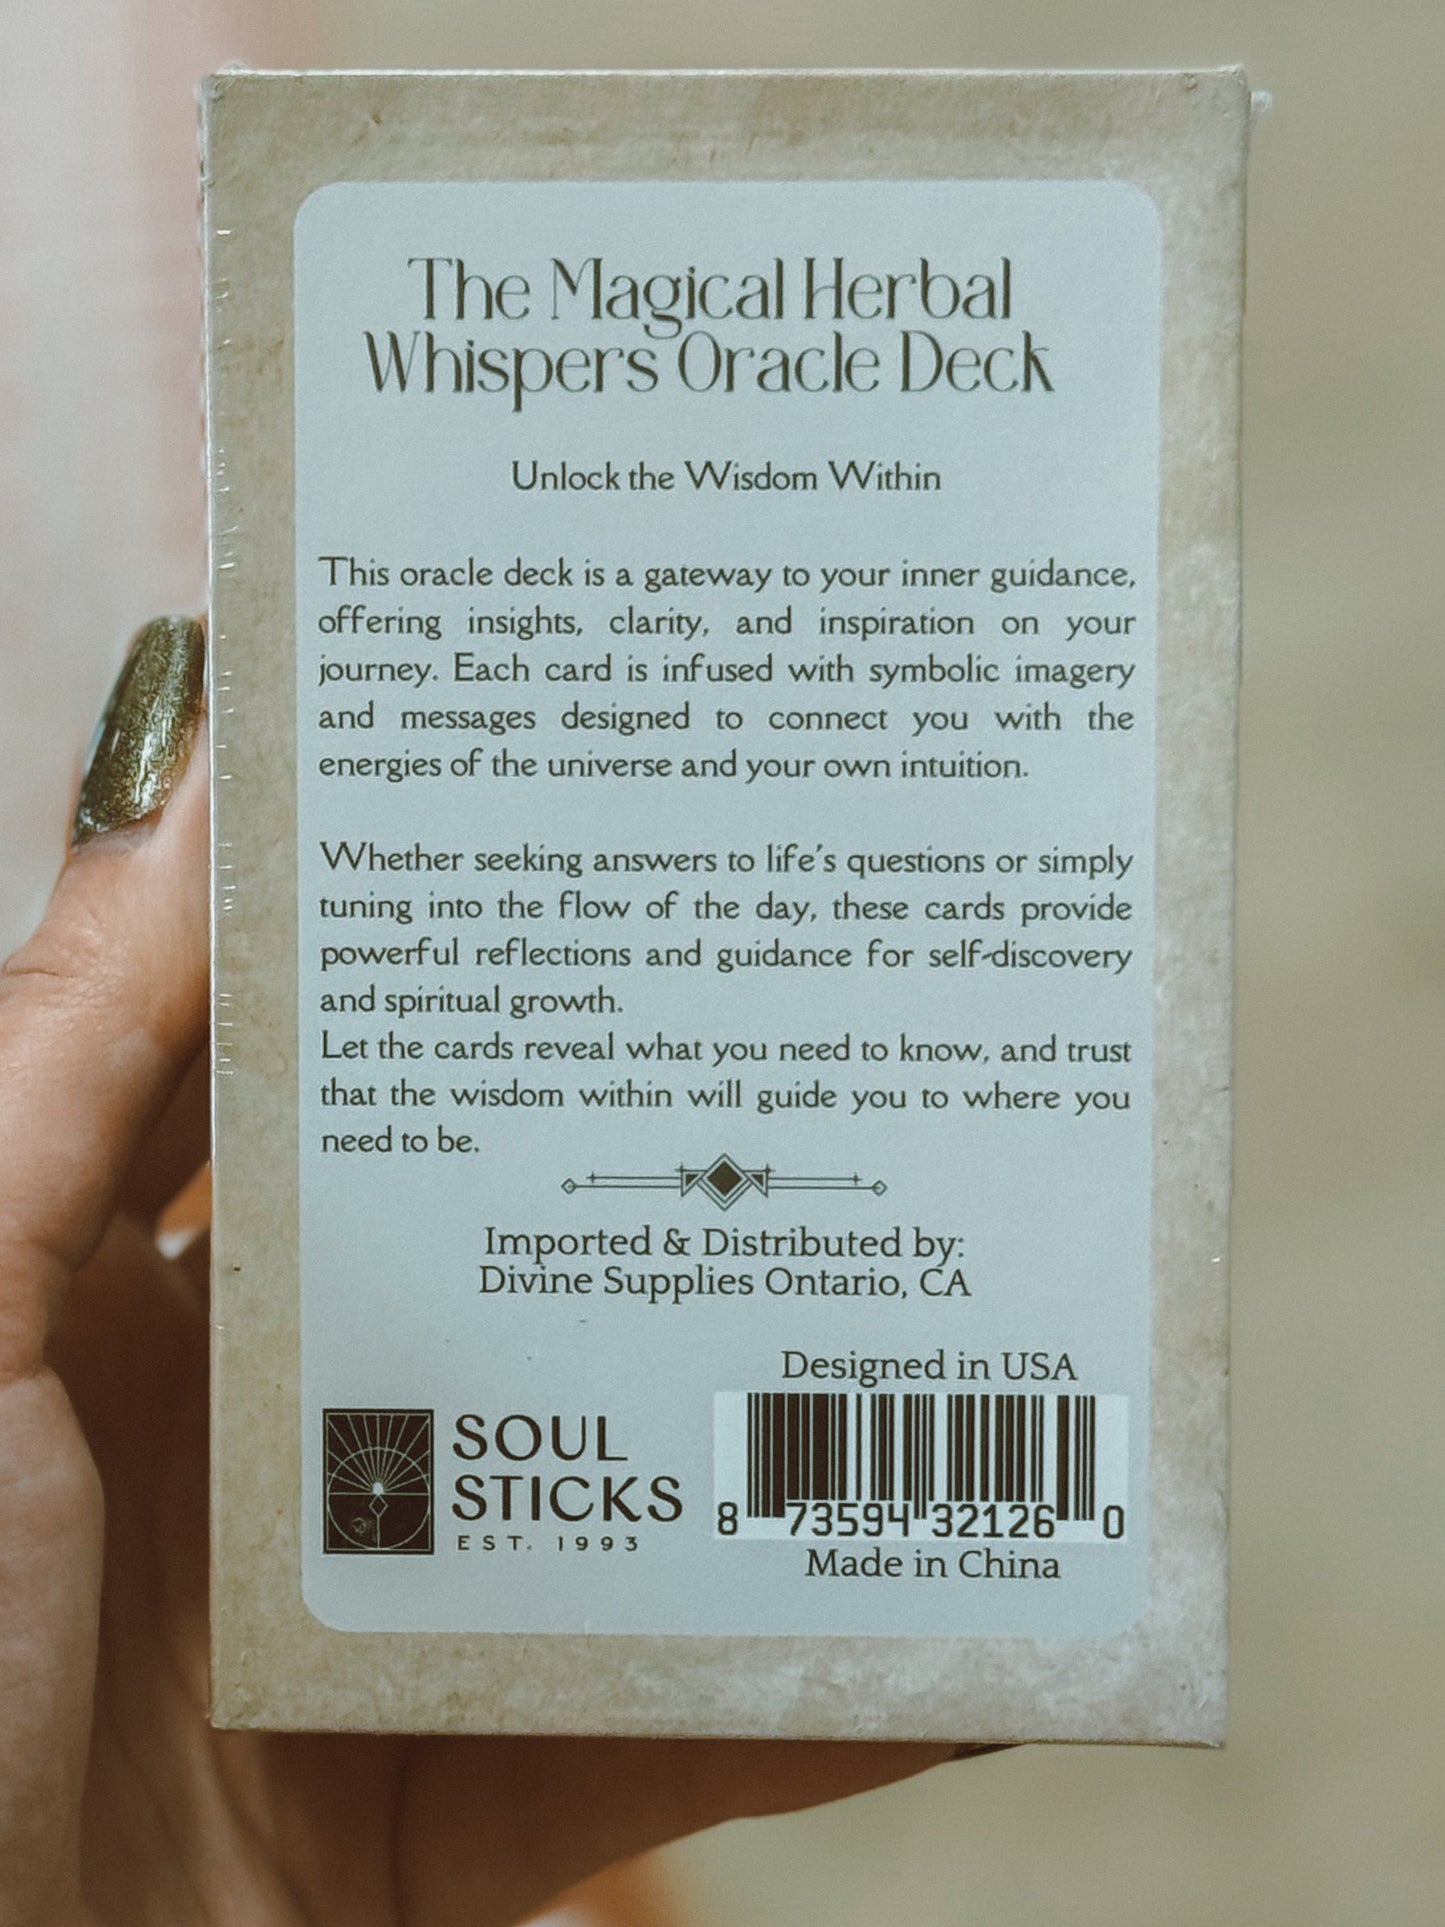 The Magical Herbal
Whispers Oracle Deck
Unlock the Wisdom Within
This oracle deck is a gateway to your inner guidance,
offering insights, clarity, and inspiration on your
journey. Each card is infused with symbolic imagery
and messages designed to connect you with the
energies of the universe and your own intuition.
Whether seeking answers to life's questions or simply
tuning into the flow of the day, these cards provide
powerful reflections and guidance for self-discovery
and spiritual growth.
Let the cards reveal what you need to know, and trust
that the wisdom within will guide you to where you
need to be.
Imported & Distributed by:
Divine Supplies Ontario, CA
SOUL
STICKS
EST. 1993
Designed in USA
8 73594 32126 0
Made in China